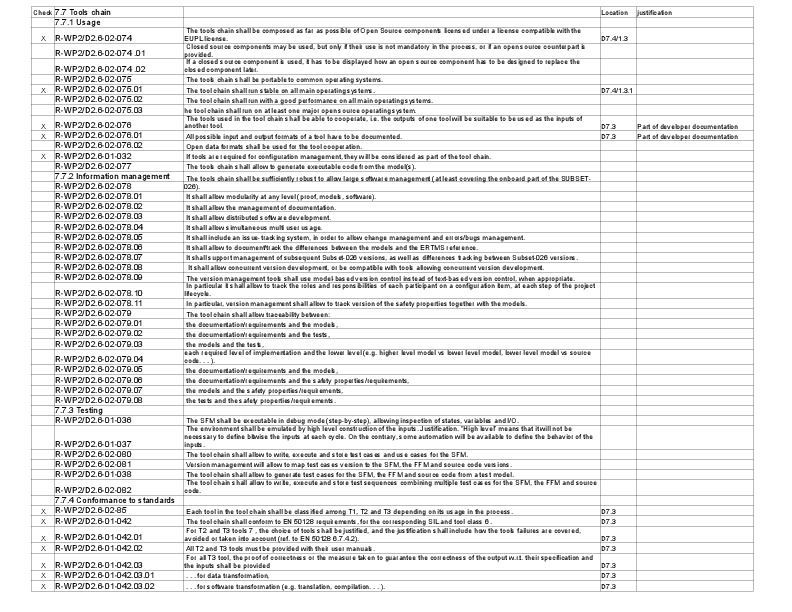 Check 7.7 Tools chain Location justification
7.7.1 Usage
The tools chain shall be composed as far as possible of Open Source components licensed under a license compatible with the
X R-WP2/D2.6-02-074 EUPL license. D7.4/1.3
Closed source components may be used, but only if their use is not mandatory in the process, or if an open source counterpart is
R-WP2/D2.6-02-074 .01 provided.
If a closed source component is used, it has to be displayed how an open source component has to be designed to replace the
R-WP2/D2.6-02-074 .02 closed component later.
R-WP2/D2.6-02-075 The tools chain shall be portable to common operating systems.
X R-WP2/D2.6-02-075.01 The tool chain shall run stable on all main operating systems. D7.4/1.3.1
R-WP2/D2.6-02-075.02 The tool chain shall run with a good performance on all main operating systems.
R-WP2/D2.6-02-075.03 he tool chain shall run on at least one major open source operating system.
The tools used in the tool chain shall be able to cooperate, i.e. the outputs of one tool will be suitable to be used as the inputs of
X R-WP2/D2.6-02-076 another tool. D7.3 Part of developer documentation
X R-WP2/D2.6-02-076.01 All possible input and output formats of a tool have to be documented. D7.3 Part of developer documentation
R-WP2/D2.6-02-076.02 Open data formats shall be used for the tool cooperation.
X R-WP2/D2.6-01-032 If tools are required for configuration management, they will be considered as part of the tool chain.
R-WP2/D2.6-02-077 The tools chain shall allow to generate executable code from the model(s).
7.7.2 Information management The tools chain shall be sufficiently robust to allow large software management ( at least covering the onboard part of the SUBSET-
R-WP2/D2.6-02-078 026).
R-WP2/D2.6-02-078.01 It shall allow modularity at any level ( proof, models, software).
R-WP2/D2.6-02-078.02 It shall allow the management of documentation.
R-WP2/D2.6-02-078.03 It shall allow distributed software development.
R-WP2/D2.6-02-078.04 It shall allow simultaneous multi user usage.
R-WP2/D2.6-02-078.05 It shall include an issue-tracking system, in order to allow change management and errors/bugs management.
R-WP2/D2.6-02-078.06 It shall allow to document/track the differences between the models and the ERTMS reference.
R-WP2/D2.6-02-078.07 It shalls upport management of subsequent Subset-026 versions, as well as differences tracking between Subset-026 versions.
R-WP2/D2.6-02-078.08 It shall allow concurrent version development, or be compatible with tools allowing concurrent version development.
R-WP2/D2.6-02-078.09 The version management tools shall use model-based version control instead of text-based version control, when appropriate.
In particular it shall allow to track the roles and responsibilities of each participant on a configuration item, at each step of the project
R-WP2/D2.6-02-078.10 lifecycle.
R-WP2/D2.6-02-078.11 In particular, version management shall allow to track version of the safety properties together with the models.
R-WP2/D2.6-02-079 The tool chain shall allow traceability between:
R-WP2/D2.6-02-079.01 the documentation/requirements and the models,
R-WP2/D2.6-02-079.02 the documentation/requirements and the tests,
R-WP2/D2.6-02-079.03 the models and the tests,
each required level of implementation and the lower level (e.g. higher level model vs lower level model, lower level model vs source
R-WP2/D2.6-02-079.04 code. . . ).
R-WP2/D2.6-02-079.05 the models and the documentation,
R-WP2/D2.6-02-079.06 the documentation/requirements and the safety properties/requirements,
R-WP2/D2.6-02-079.07 the models and the safety properties/requirements,
R-WP2/D2.6-02-079.08 the tests and the safety properties/requirements.
7.7.3 Testing
R-WP2/D2.6-01-036 The SFM shall be executable in debug mode (step-by-step), allowing inspection of states, variables and I/O.
The environment shall be emulated by high level construction of the inputs. Justification. "High level" means that it will not be
necessary to define bitwise the inputs at each cycle. On the contrary, some automation will be available to define the behavior of the
R-WP2/D2.6-01-037 inputs.
R-WP2/D2.6-02-080 The tool chain shall allow to write, execute and store test cases and use cases for the SFM.
R-WP2/D2.6-02-081 Version management will allow to map test cases version to the SFM, the FFM and source code versions.
R-WP2/D2.6-01-038 The tool chain shall allow to generate test cases for the SFM, the FFM and source code from a test model.
The tool chain shall allow to write, execute and store test sequences combining multiple test cases for the SFM, the FFM and source
R-WP2/D2.6-02-082 code.
7.7.4 Conformance to standards
X R-WP2/D2.6-02-85 Each tool in the tool chain shall be classified among T1, T2 and T3 depending on its usage in the process. D7.3
X R-WP2/D2.6-01-042 The tool chain shall conform to EN 50128 requirements, for the corresponding SIL and tool class 6 . D7.3
For T2 and T3 tools 7 , the choice of tools shall be justified, and the justification shall include how the tools failures are covered,
X R-WP2/D2.6-01-042.01 avoided or taken into account (ref. to EN 50128 6.7.4.2). D7.3
X R-WP2/D2.6-01-042.02 All T2 and T3 tools must be provided with their user manuals. D7.3
For all T3 tool, the proof of correctness or the measure taken to guarantee the correctness of the output w.r.t. their specification and
X R-WP2/D2.6-01-042.03 the inputs shall be provided D7.3
X R-WP2/D2.6-01-042.03.01 . . . for data transformation, D7.3
X R-WP2/D2.6-01-042.03.02 . . . for software transformation (e.g. translation, compilation. . . ). D7.3